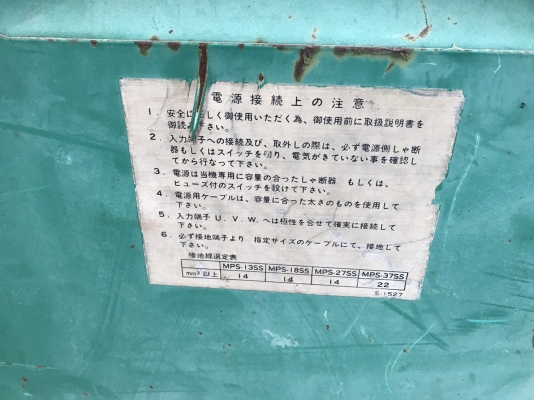 電源接続上の注意
1. 安全に しく御使用いただく為、御使用前に取扱説明書を
御読 下さい。
2. 入力端子への接続及び、取外しの際は、必ず電源側しゃ断
器もしくはスイッチを切り、電気がきていない事を確認し
てから行なって下さい。
3. 電源は当機専用に容量の合ったしゃ断器 もしくは、
ヒューズ付のスイッチを設けて下さい。
4. 電源用ケーブルは、容量に合った太さのものを使用して
下さい。
5. 入力端子 U. V. W. へは極性を合せて確実に接続して
下さい。
6. 必ず接地端子より 指定サイズのケーブルにて、接地して
下さい。
接地線選定表
MPS-13SS MPS-18SS MPS-27SS MPS-37SS
mm² 以上 14 14 14 22
S-1527